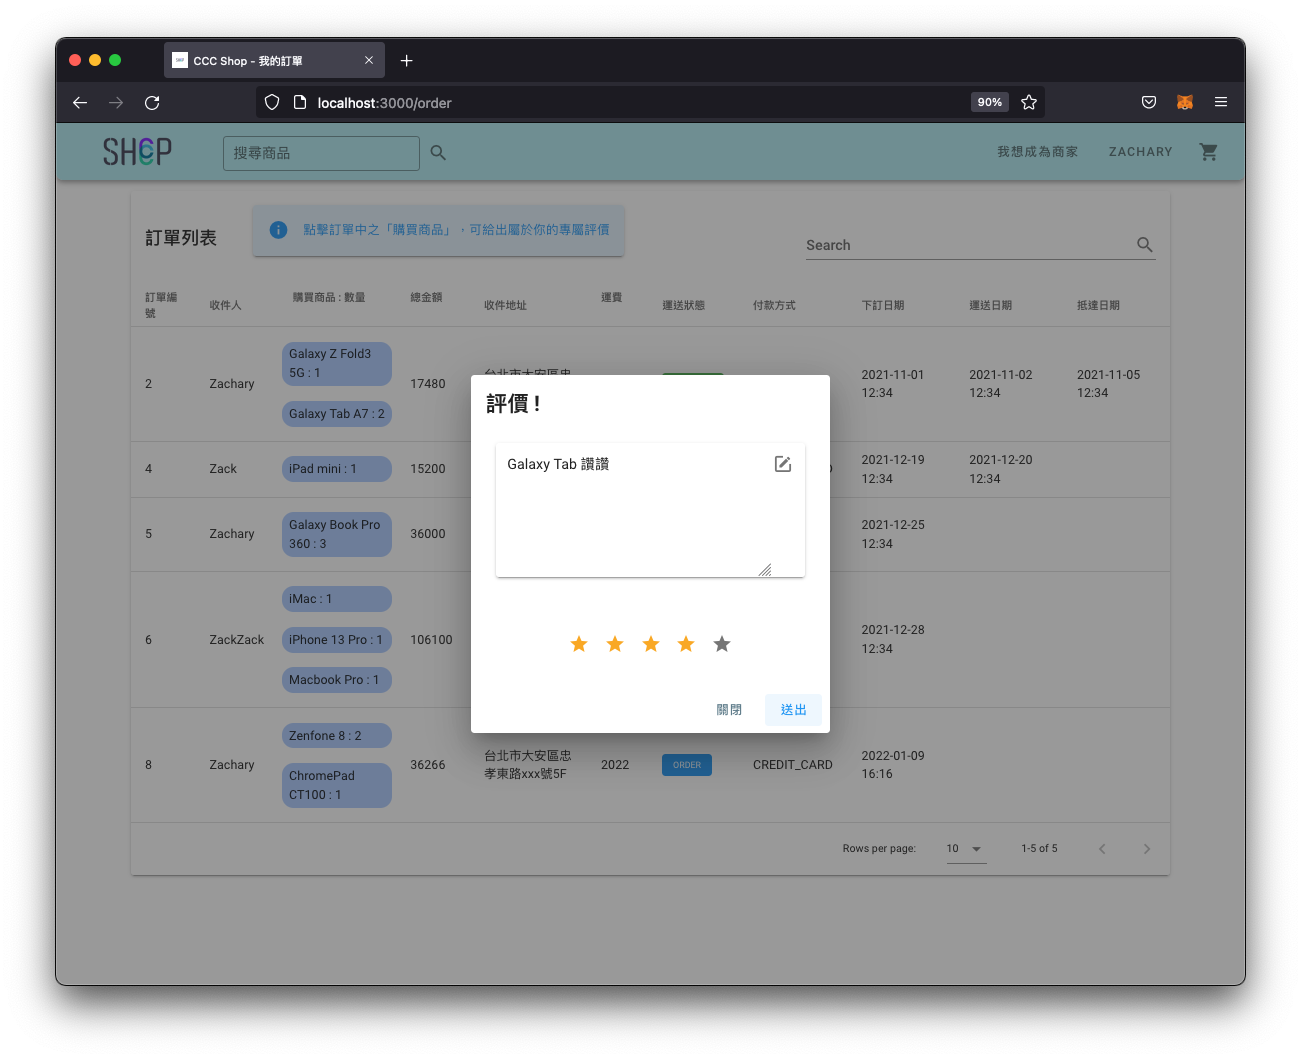 CCC Shop - 我的訂單
localhost:3000/order
90%
SHCP
搜尋商品
我想成為商家
ZACHARY
訂單列表
點擊訂單中之「購買商品」，可給出屬於你的專屬評價
Search
訂單編號
收件人
購買商品 : 數量
總金額
收件地址
運費
運送狀態
付款方式
下訂日期
運送日期
抵達日期
2
Zachary
Galaxy Z Fold3
5G : 1
Galaxy Tab A7 : 2
17480
台北市大安區忠
2021-11-01
12:34
2021-11-02
12:34
2021-11-05
12:34
4
Zack
iPad mini : 1
15200
2021-12-19
12:34
2021-12-20
12:34
5
Zachary
Galaxy Book Pro
360 : 3
36000
2021-12-25
12:34
6
ZackZack
iMac : 1
iPhone 13 Pro : 1
Macbook Pro : 1
106100
2021-12-28
12:34
8
Zachary
Zenfone 8 : 2
ChromePad
CT100 : 1
36266
台北市大安區忠
孝東路xxx號5F
2022
ORDER
CREDIT_CARD
2022-01-09
16:16
評價 !
Galaxy Tab 讚讚
關閉
送出
Rows per page:
10
1-5 of 5